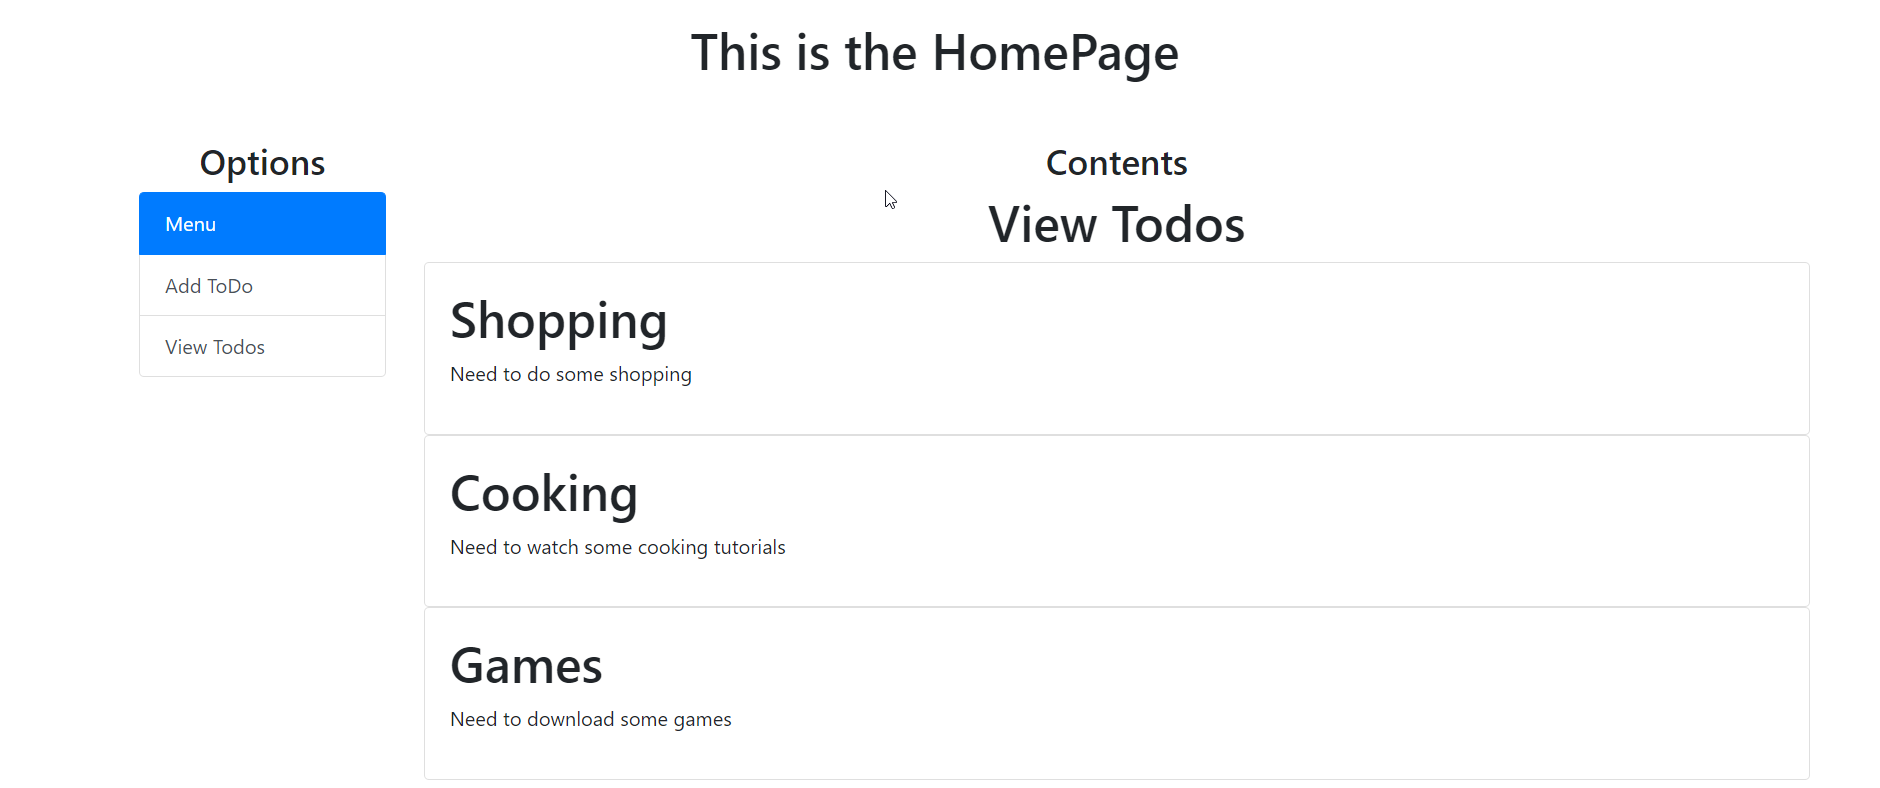 This is the HomePage
Options
Menu
Add ToDo
View Todos
Contents
View Todos
Shopping
Need to do some shopping
Cooking
Need to watch some cooking tutorials
Games
Need to download some games